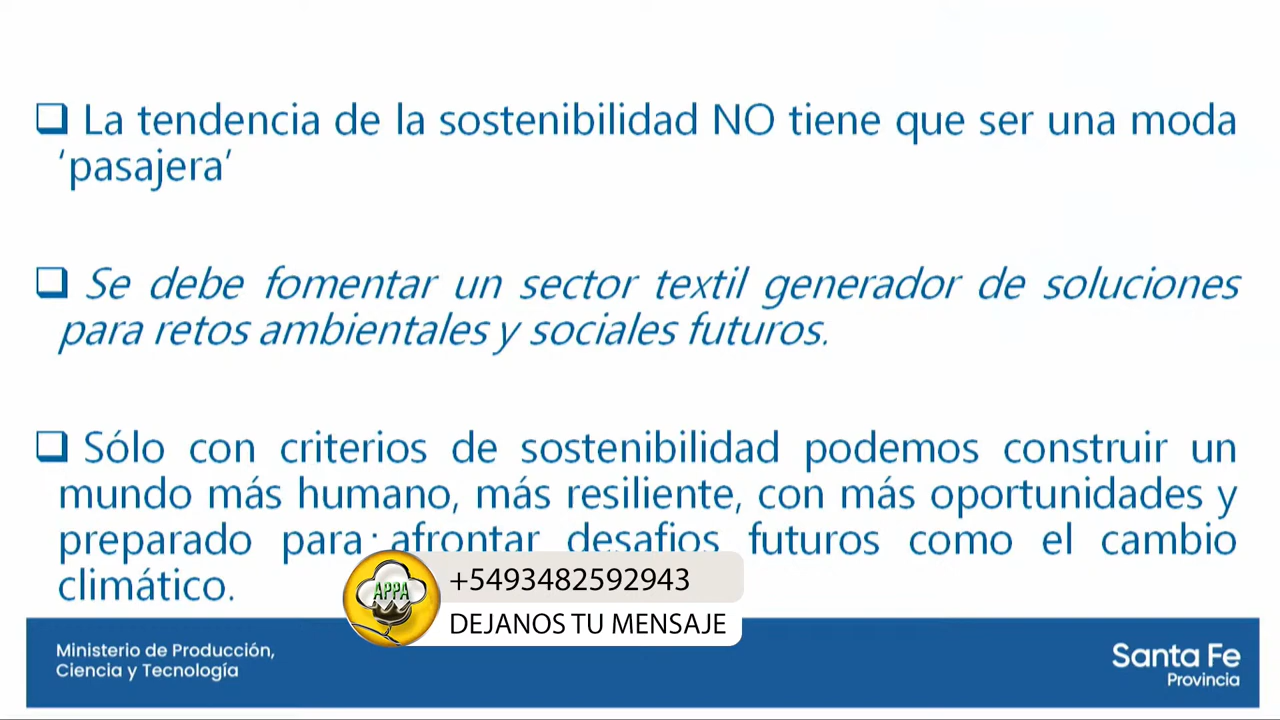 ❑ La tendencia de la sostenibilidad NO tiene que ser una moda
‘pasajera’
❑ Se debe fomentar un sector textil generador de soluciones
para retos ambientales y sociales futuros.
❑ Sólo con criterios de sostenibilidad podemos construir un
mundo más humano, más resiliente, con más oportunidades y
preparado para afrontar desafios futuros como el cambio
climático.
APPA
+5493482592943
DEJANOS TU MENSAJE
Ministerio de Producción,
Ciencia y Tecnología
Santa Fe
Provincia